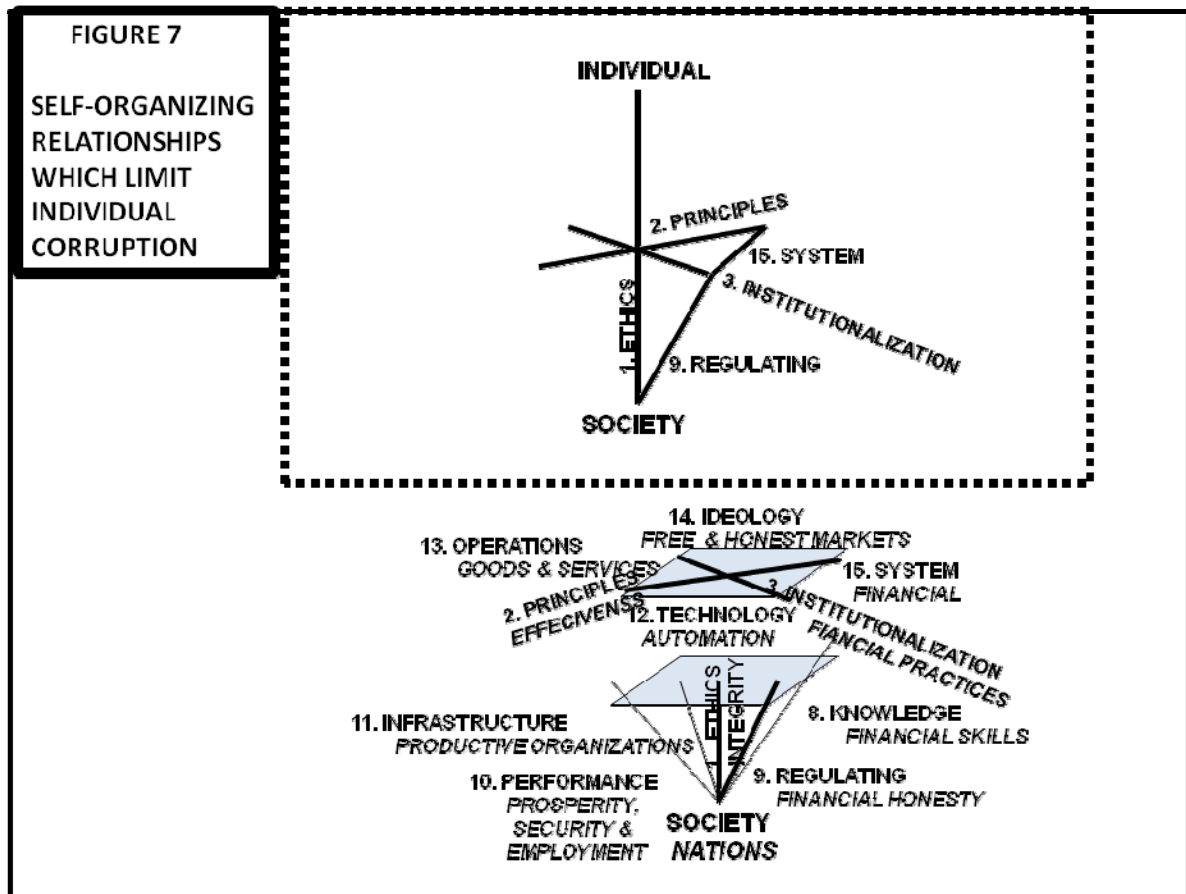 FIGURE 7
SELF-ORGANIZING
RELATIONSHIPS
WHICH LIMIT
INDIVIDUAL
CORRUPTION
INDIVIDUAL
2. PRINCIPLES
15. SYSTEM
3. INSTITUTIONALIZATION
1. ETHICS
9. REGULATING
SOCIETY
14. IDEOLOGY
FREE & HONEST MARKETS
13. OPERATIONS
GOODS & SERVICES
15. SYSTEM
FINANCIAL
2. PRINCIPLES
EFFECIVENSS
3. INSTITUTIONALIZATION
FIANCIAL PRACTICES
12. TECHNOLOGY
AUTOMATION
1. ETHICS
INTEGRITY
11. INFRASTRUCTURE
PRODUCTIVE ORGANIZATIONS
8. KNOWLEDGE
FINANCIAL SKILLS
10. PERFORMANCE
PROSPERITY,
SECURITY &
EMPLOYMENT
9. REGULATING
FINANCIAL HONESTY
SOCIETY
NATIONS